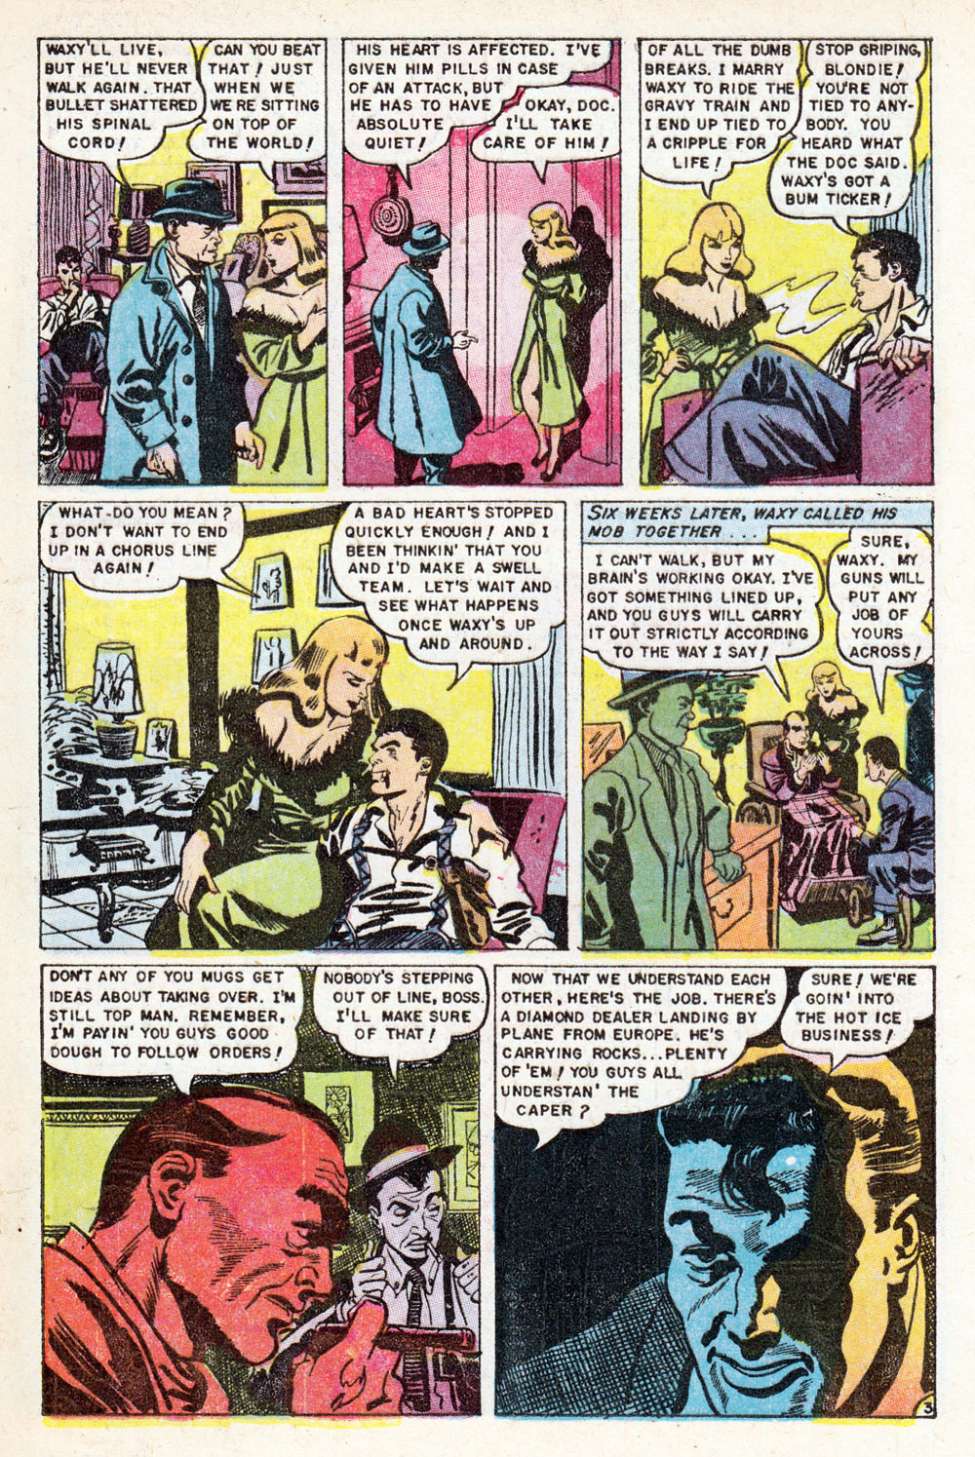 WAXY'LL LIVE,
BUT HE'LL NEVER
WALK AGAIN. THAT
BULLET SHATTERED
HIS SPINAL
CORD!
CAN YOU BEAT
THAT! JUST
WHEN WE
WE'RE SITTING
ON TOP OF
THE WORLD!
HIS HEART IS AFFECTED. I'VE
GIVEN HIM PILLS IN CASE
OF AN ATTACK, BUT
HE HAS TO HAVE
ABSOLUTE
QUIET!
OKAY, DOC.
I'LL TAKE
CARE OF HIM!
OF ALL THE DUMB
BREAKS. I MARRY
WAXY TO RIDE THE
GRAVY TRAIN AND
I END UP TIED TO
A CRIPPLE FOR
LIFE!
STOP GRIPING,
BLONDIE!
YOU'RE NOT
TIED TO ANY-
BODY. YOU
HEARD WHAT
THE DOC SAID.
WAXY'S GOT A
BUM TICKER!
WHAT DO YOU MEAN?
I DON'T WANT TO END
UP IN A CHORUS LINE
AGAIN!
A BAD HEART'S STOPPED
QUICKLY ENOUGH! AND I
BEEN THINKIN' THAT YOU
AND I'D MAKE A SWELL
TEAM. LET'S WAIT AND
SEE WHAT HAPPENS
ONCE WAXY'S UP
AND AROUND.
SIX WEEKS LATER, WAXY CALLED HIS
MOB TOGETHER . . .
I CAN'T WALK, BUT MY
BRAIN'S WORKING OKAY. I'VE
GOT SOMETHING LINED UP,
AND YOU GUYS WILL CARRY
IT OUT STRICTLY ACCORDING
TO THE WAY I SAY!
SURE,
WAXY. MY
GUNS WILL
PUT ANY
JOB OF
YOURS
ACROSS!
DON'T ANY OF YOU MUGS GET
IDEAS ABOUT TAKING OVER. I'M
STILL TOP MAN. REMEMBER,
I'M PAYIN' YOU GUYS GOOD
DOUGH TO FOLLOW ORDERS!
NOBODY'S STEPPING
OUT OF LINE, BOSS.
I'LL MAKE SURE
OF THAT!
NOW THAT WE UNDERSTAND EACH
OTHER, HERE'S THE JOB. THERE'S
A DIAMOND DEALER LANDING BY
PLANE FROM EUROPE. HE'S
CARRYING ROCKS...PLENTY
OF 'EM! YOU GUYS ALL
UNDERSTAN' THE
CAPER?
SURE! WE'RE
GOIN' INTO
THE HOT ICE
BUSINESS!
3